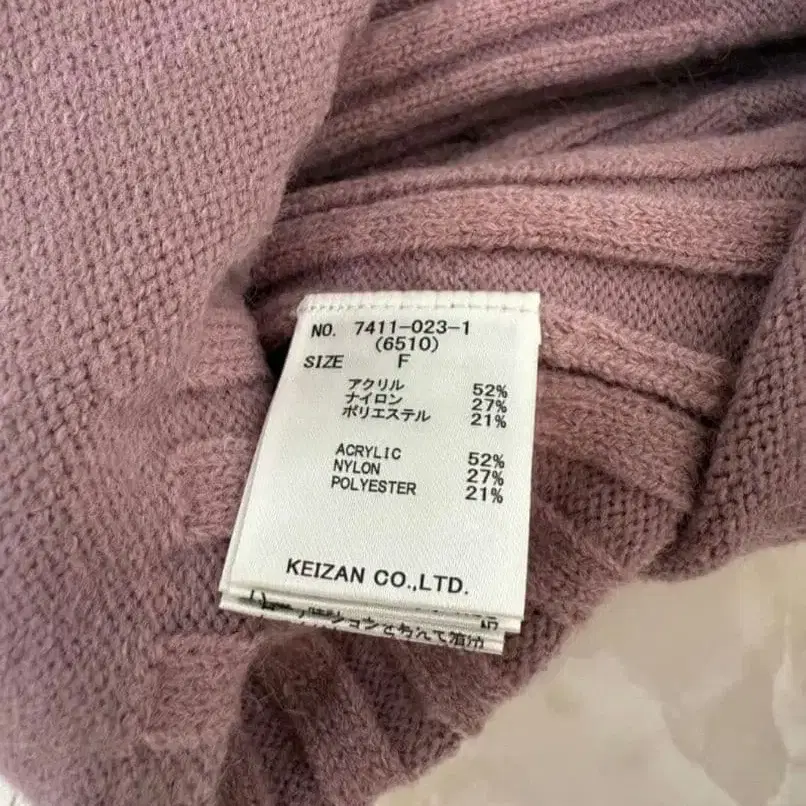 NO. 7411-023-1
(6510)
SIZE F
アクリル 52%
ナイロン 27%
ポリエステル 21%
ACRYLIC 52%
NYLON 27%
POLYESTER 21%
KEIZAN CO.,LTD.